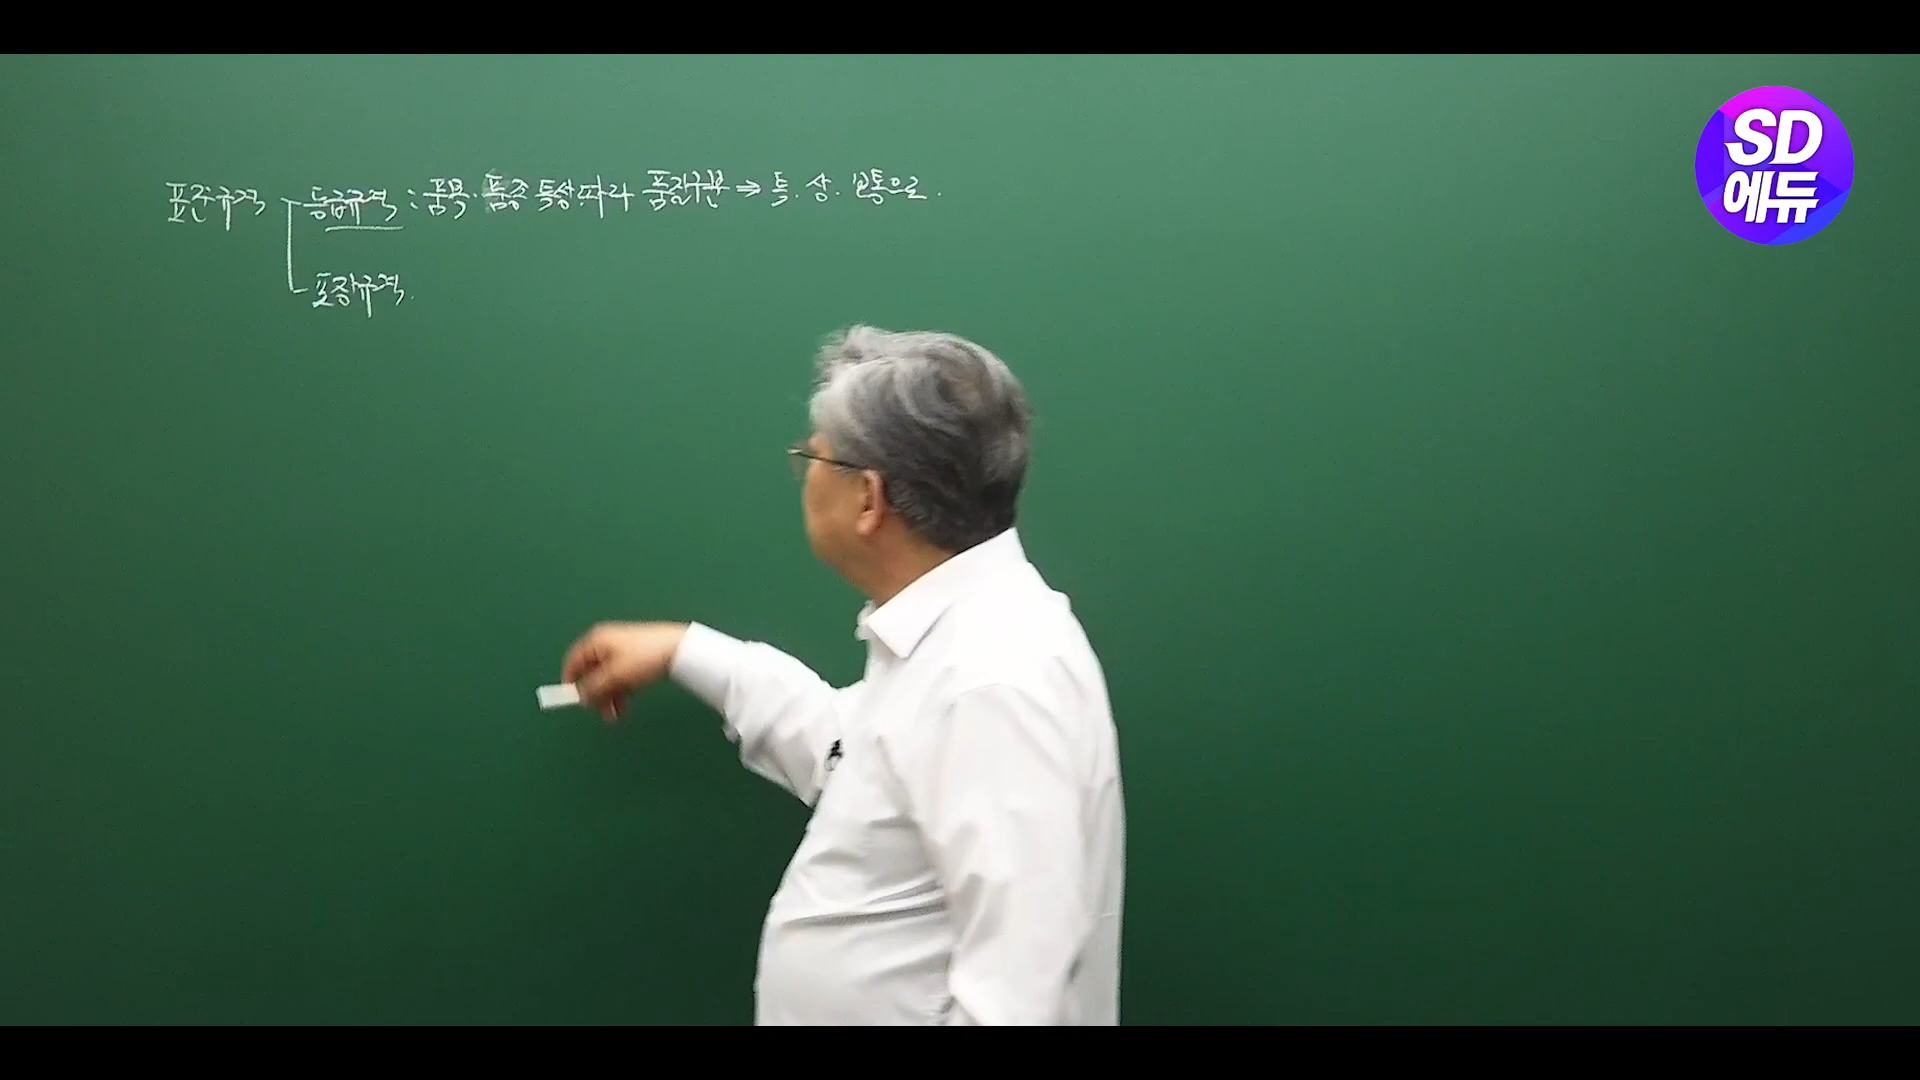 표준규격 등급규격 : 품목· 품종 특성 따라 품질구분 ⇒ 특. 상. 보통으로.
포장규격.
SD
에듀